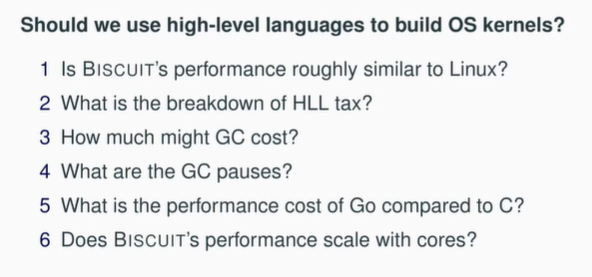 Should we use high-level languages to build OS kernels?
1 Is BISCUIT's performance roughly similar to Linux?
2 What is the breakdown of HLL tax?
3 How much might GC cost?
4 What are the GC pauses?
5 What is the performance cost of Go compared to C?
6 Does BISCUIT's performance scale with cores?